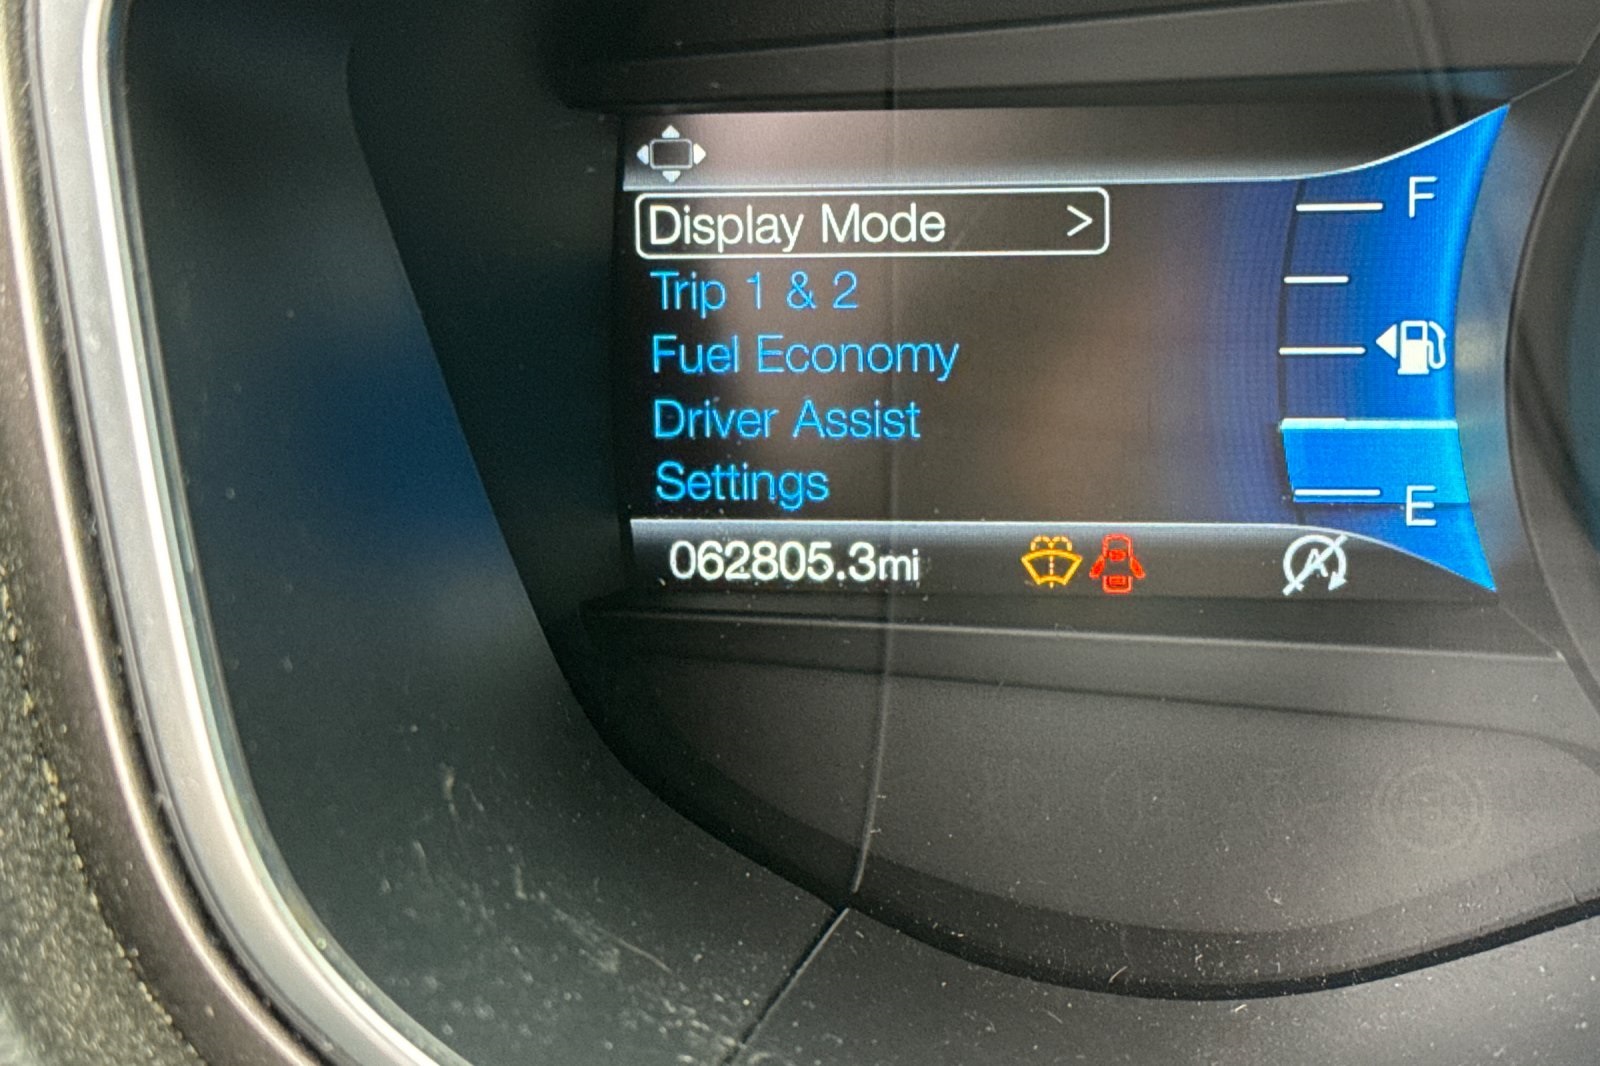 Display Mode >
Trip 1 & 2
Fuel Economy
Driver Assist
Settings
062805.3mi
F
E
A